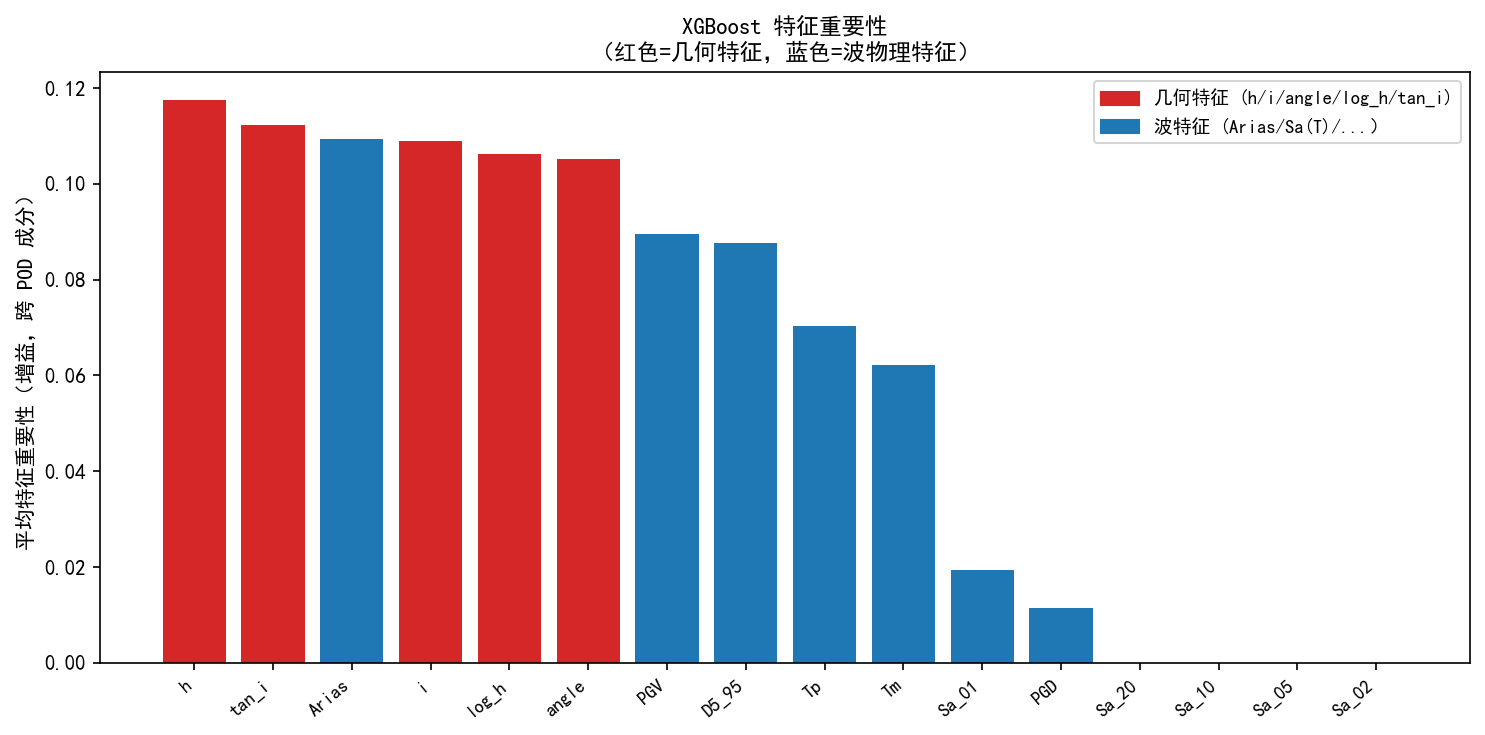 XGBoost 特征重要性
（红色=几何特征, 蓝色=波物理特征）
几何特征 (h/i/angle/log_h/tan_i)
波特征 (Arias/Sa(T)/...)
平均特征重要性（增益, 跨 POD 成分）
0.12
0.10
0.08
0.06
0.04
0.02
0.00
h
tan_i
Arias
i
log_h
angle
PGV
D5_95
Tp
Tm
Sa_01
PGD
Sa_20
Sa_10
Sa_05
Sa_02